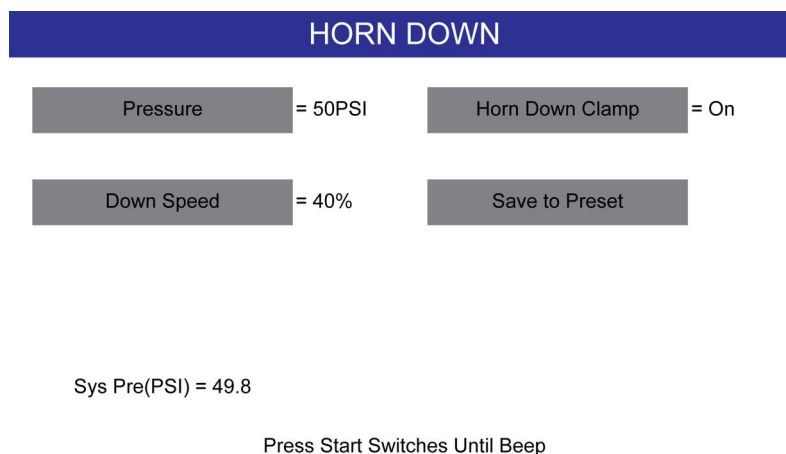 HORN DOWN
Pressure = 50PSI Horn Down Clamp = On
Down Speed = 40% Save to Preset
Sys Pre(PSI) = 49.8
Press Start Switches Until Beep